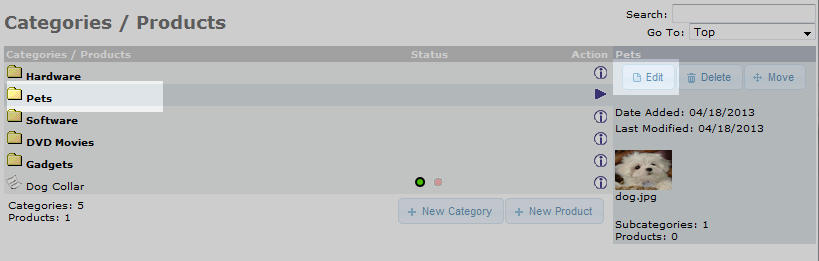 Categories / Products
Search:
Go To: Top
Categories / Products Status Action
Hardware
Pets
Software
DVD Movies
Gadgets
Dog Collar
Categories: 5
Products: 1
+ New Category + New Product
Pets
Edit Delete Move
Date Added: 04/18/2013
Last Modified: 04/18/2013
dog.jpg
Subcategories: 1
Products: 0